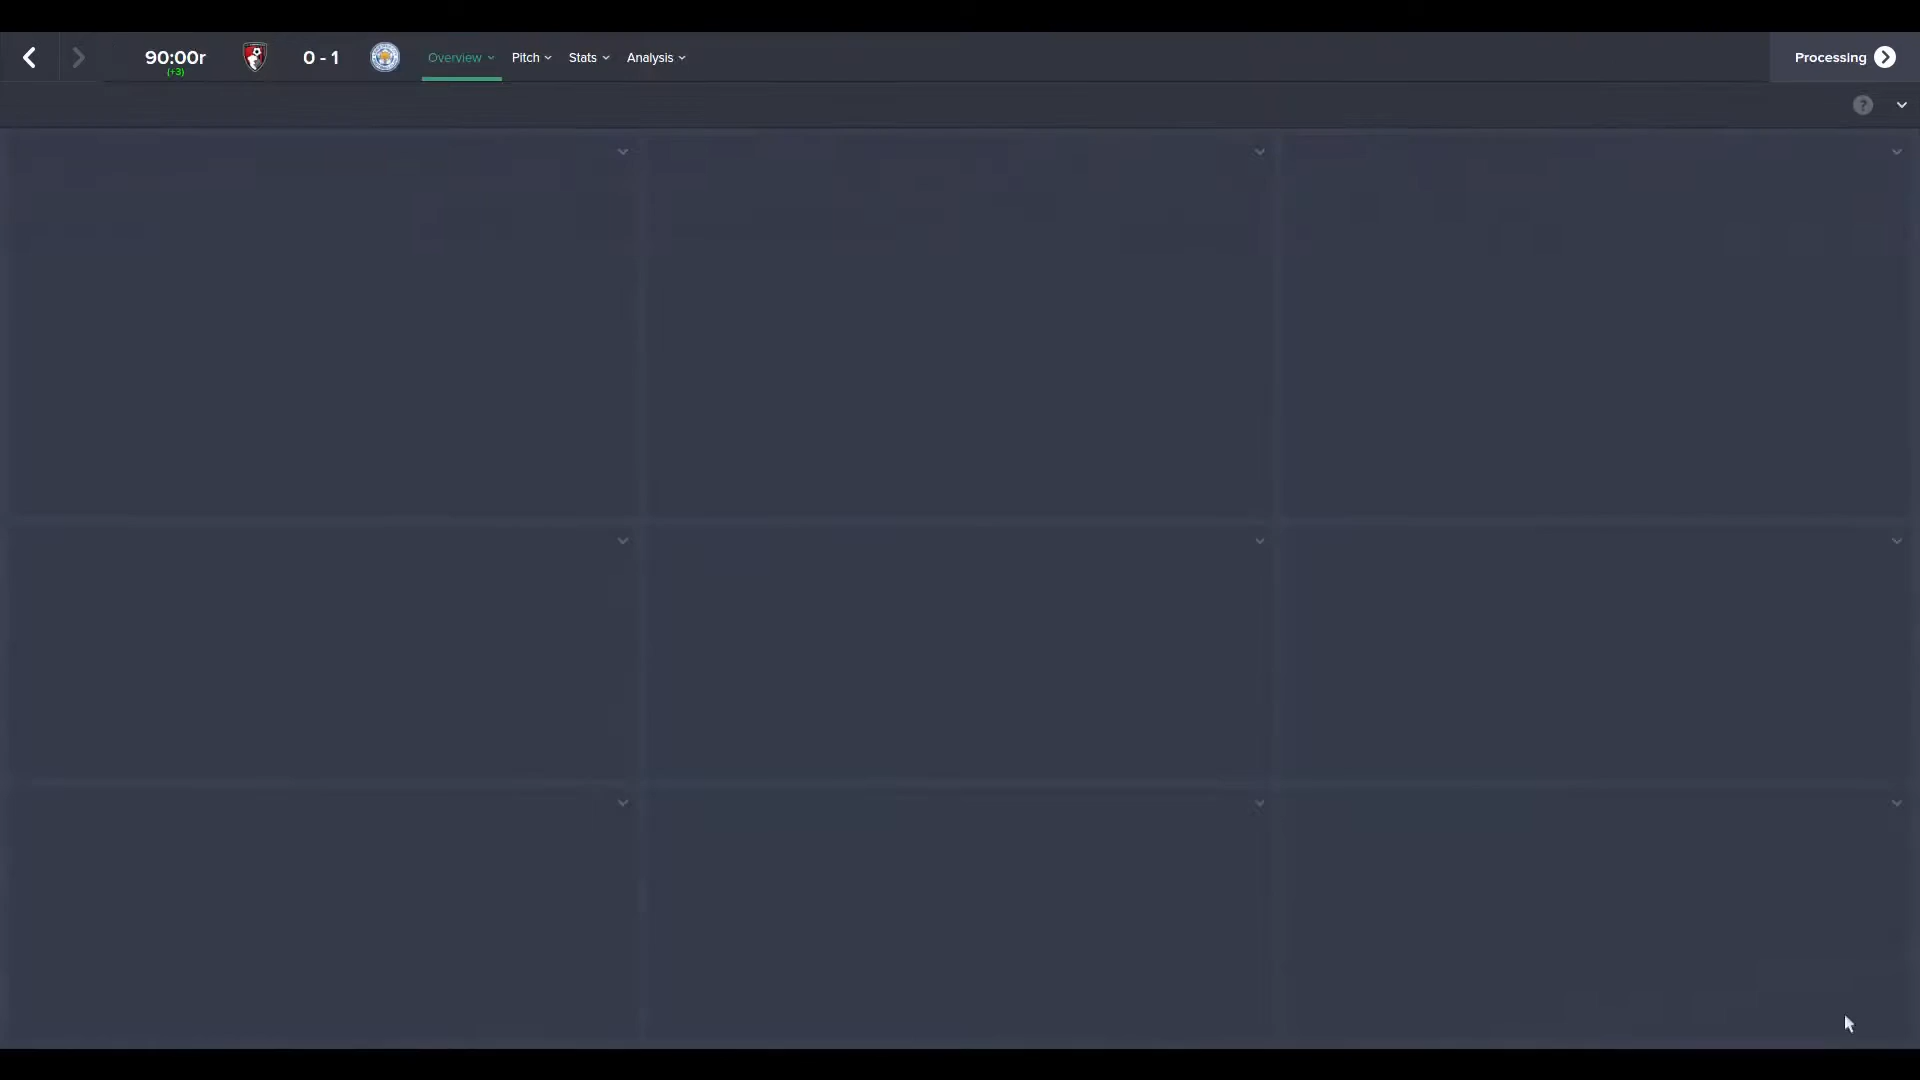 90:00r 0 - 1 Overview Pitch Stats Analysis Processing
(+3)
?